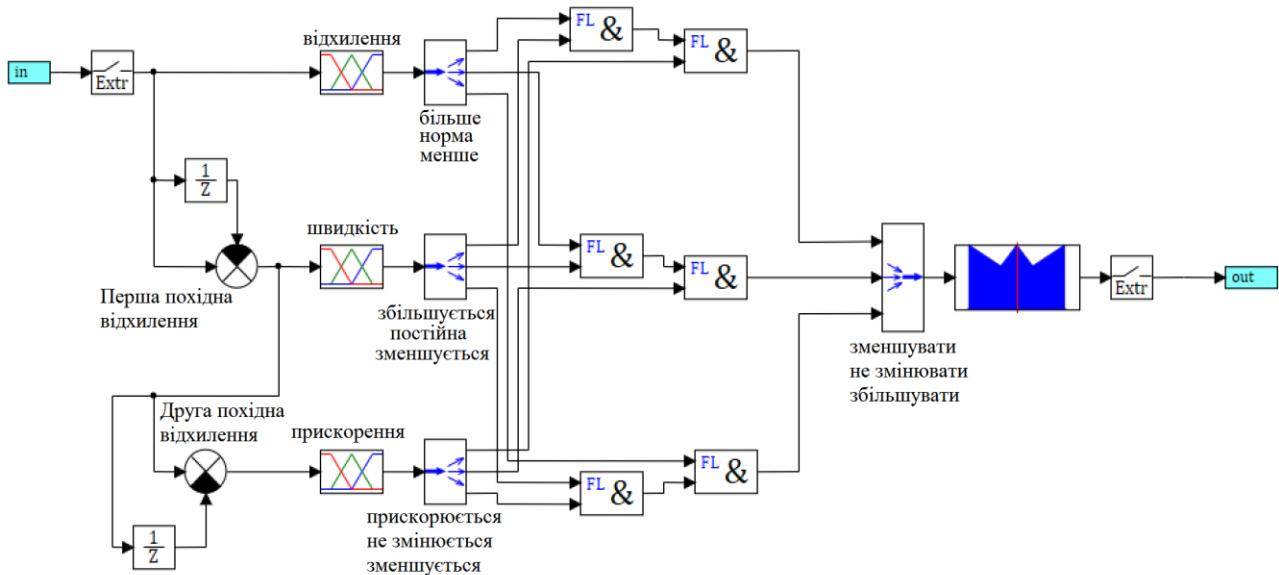 відхилення
FL &
FL &
in
Extr
більше
норма
менше
1
Z
швидкість
FL &
FL &
Перша похідна
відхилення
збільшується
постійна
зменшується
Extr
out
зменшувати
не змінювати
збільшувати
Друга похідна
відхилення
прискорення
FL &
FL &
1
Z
прискорюється
не змінюється
зменшується